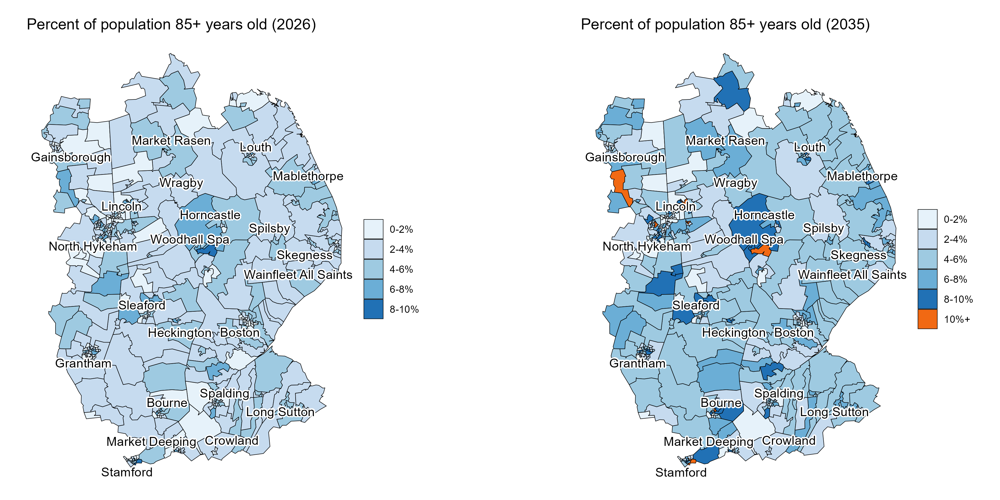 Percent of population 85+ years old (2026)
Market Rasen
Louth
Gainsborough
Mablethorpe
Wragby
Lincoln
Horncastle
Spilsby
Woodhall Spa
North Hykeham
Skegness
Wainfleet All Saints
Sleaford
Heckington
Boston
Grantham
Spalding
Bourne
Long Sutton
Market Deeping
Crowland
Stamford
0-2%
2-4%
4-6%
6-8%
8-10%
Percent of population 85+ years old (2035)
Market Rasen
Louth
Gainsborough
Mablethorpe
Wragby
Lincoln
Horncastle
Spilsby
Woodhall Spa
North Hykeham
Skegness
Wainfleet All Saints
Sleaford
Heckington
Boston
Grantham
Spalding
Bourne
Long Sutton
Market Deeping
Crowland
Stamford
0-2%
2-4%
4-6%
6-8%
8-10%
10%+